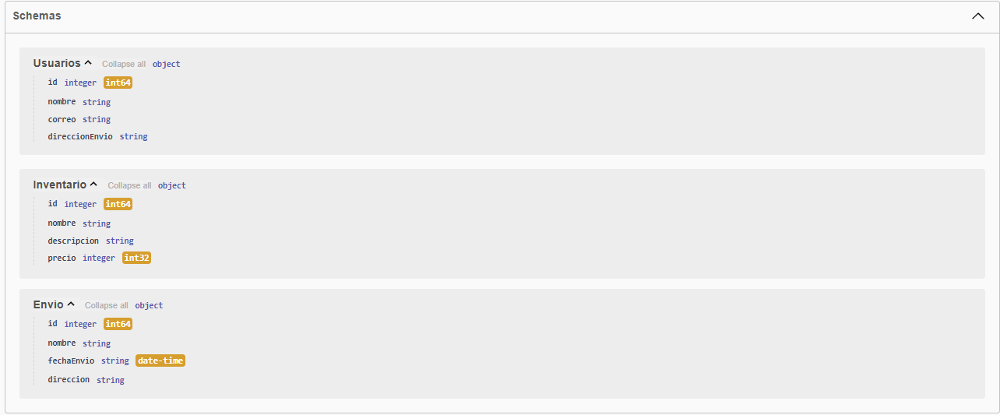 Schemas
Usuarios Collapse all object
id integer int64
nombre string
correo string
direccionEnvio string
Inventario Collapse all object
id integer int64
nombre string
descripcion string
precio integer int32
Envio Collapse all object
id integer int64
nombre string
fechaEnvio string date-time
direccion string